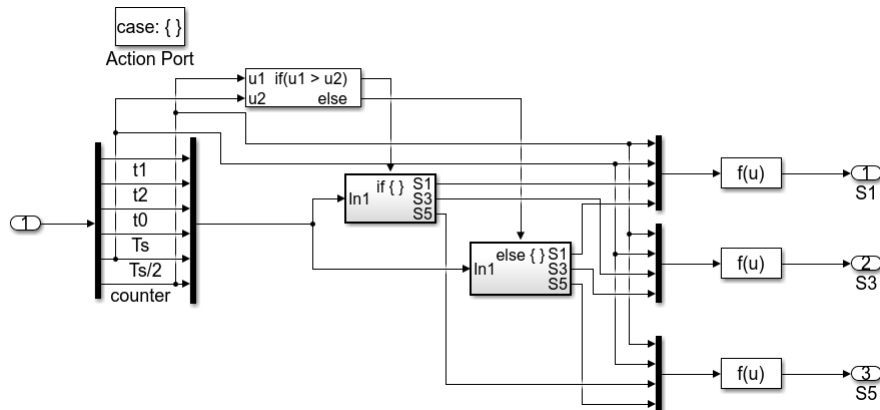 case: { }
Action Port
u1 if(u1 > u2)
u2 else
t1
t2
t0
Ts
Ts/2
counter
1
In1 if { } S1
S3
S5
In1 else { } S1
S3
S5
f(u)
1
S1
f(u)
2
S3
f(u)
3
S5